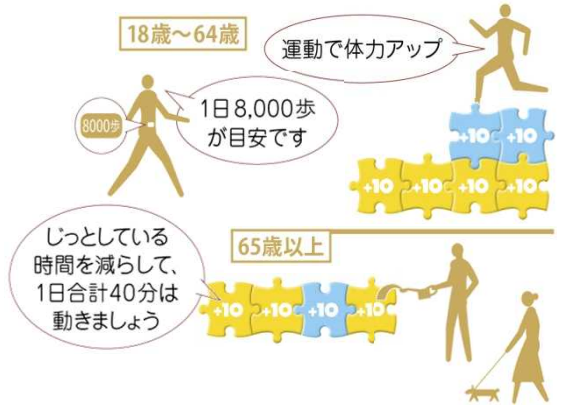 18歳～64歳
運動で体力アップ
8000歩
1日8,000歩
が目安です
+10 +10
+10 +10 +10 +10
じっとしている
時間を減らして、
1日合計40分は
動きましょう
65歳以上
+10 +10 +10 +10